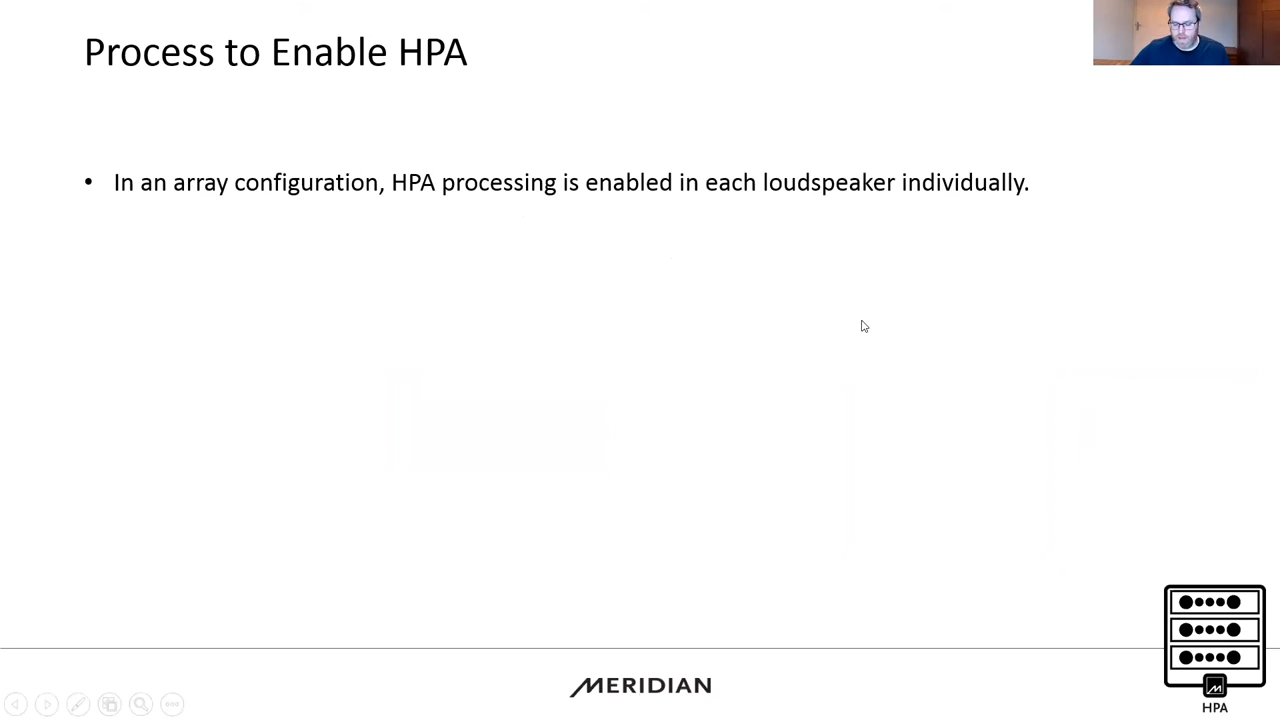 Process to Enable HPA
• In an array configuration, HPA processing is enabled in each loudspeaker individually.
MERIDIAN
HPA